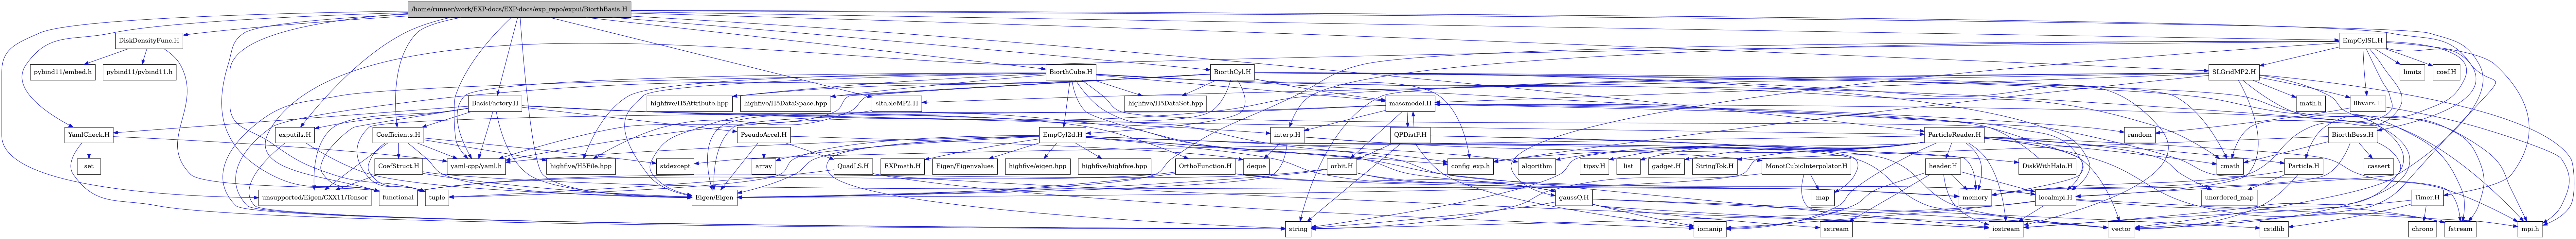 /home/runner/work/EXP-docs/EXP-docs/exp_repo/expui/BiorthBasis.H
DiskDensityFunc.H
EmpCylSL.H
pybind11/embed.h
pybind11/pybind11.h
BiorthCube.H
BiorthCyl.H
SLGridMP2.H
limits
coef.H
highfive/H5Attribute.hpp
highfive/H5DataSpace.hpp
highfive/H5DataSet.hpp
BasisFactory.H
sltableMP2.H
massmodel.H
math.h
libvars.H
YamlCheck.H
exputils.H
Coefficients.H
PseudoAccel.H
EmpCyl2d.H
interp.H
QPDistF.H
ParticleReader.H
random
BiorthBess.H
set
CoefStruct.H
yaml-cpp/yaml.h
highfive/H5File.hpp
stdexcept
array
QuadLS.H
EXPmath.H
Eigen/Eigenvalues
highfive/eigen.hpp
highfive/highfive.hpp
OrthoFunction.H
deque
orbit.H
config_exp.h
algorithm
tipsy.H
list
gadget.H
StringTok.H
MonotCubicInterpolator.H
header.H
DiskWithHalo.H
cmath
Particle.H
cassert
unsupported/Eigen/CXX11/Tensor
functional
tuple
Eigen/Eigen
gaussQ.H
map
memory
localmpi.H
unordered_map
Timer.H
string
iomanip
sstream
iostream
vector
cstdlib
chrono
fstream
mpi.h